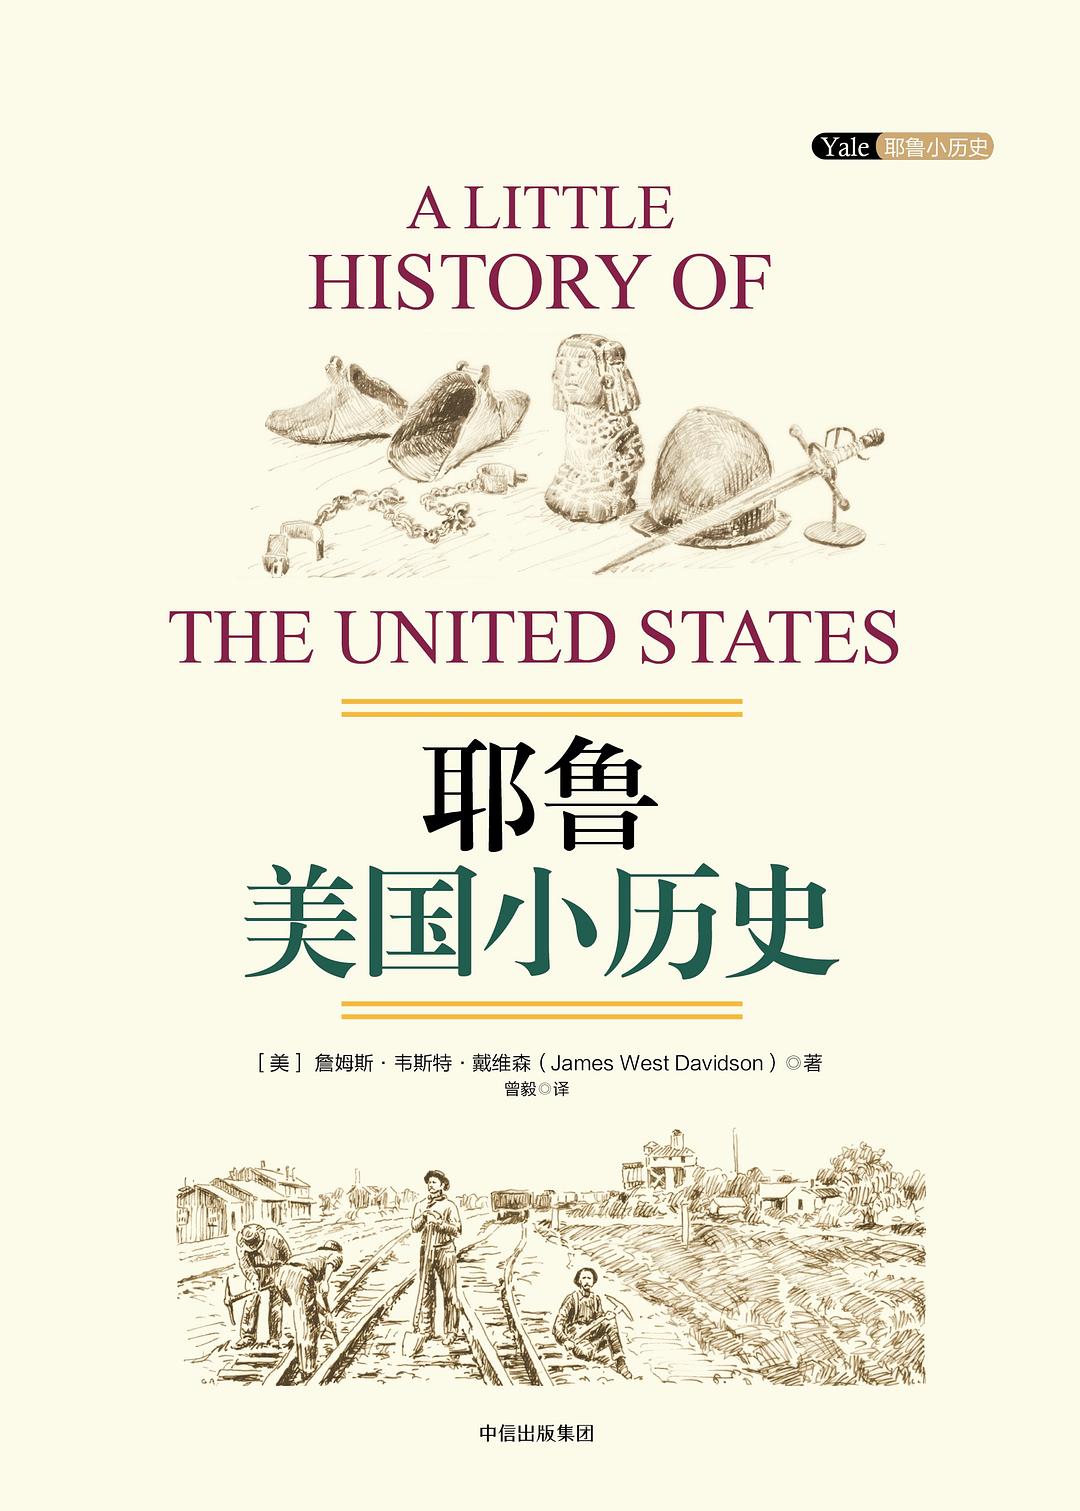 Yale 耶鲁小历史
A LITTLE
HISTORY OF
THE UNITED STATES
耶鲁
美国小历史
[ 美 ] 詹姆斯 · 韦斯特 · 戴维森（James West Davidson）◎著
曾毅◎译
中信出版集团